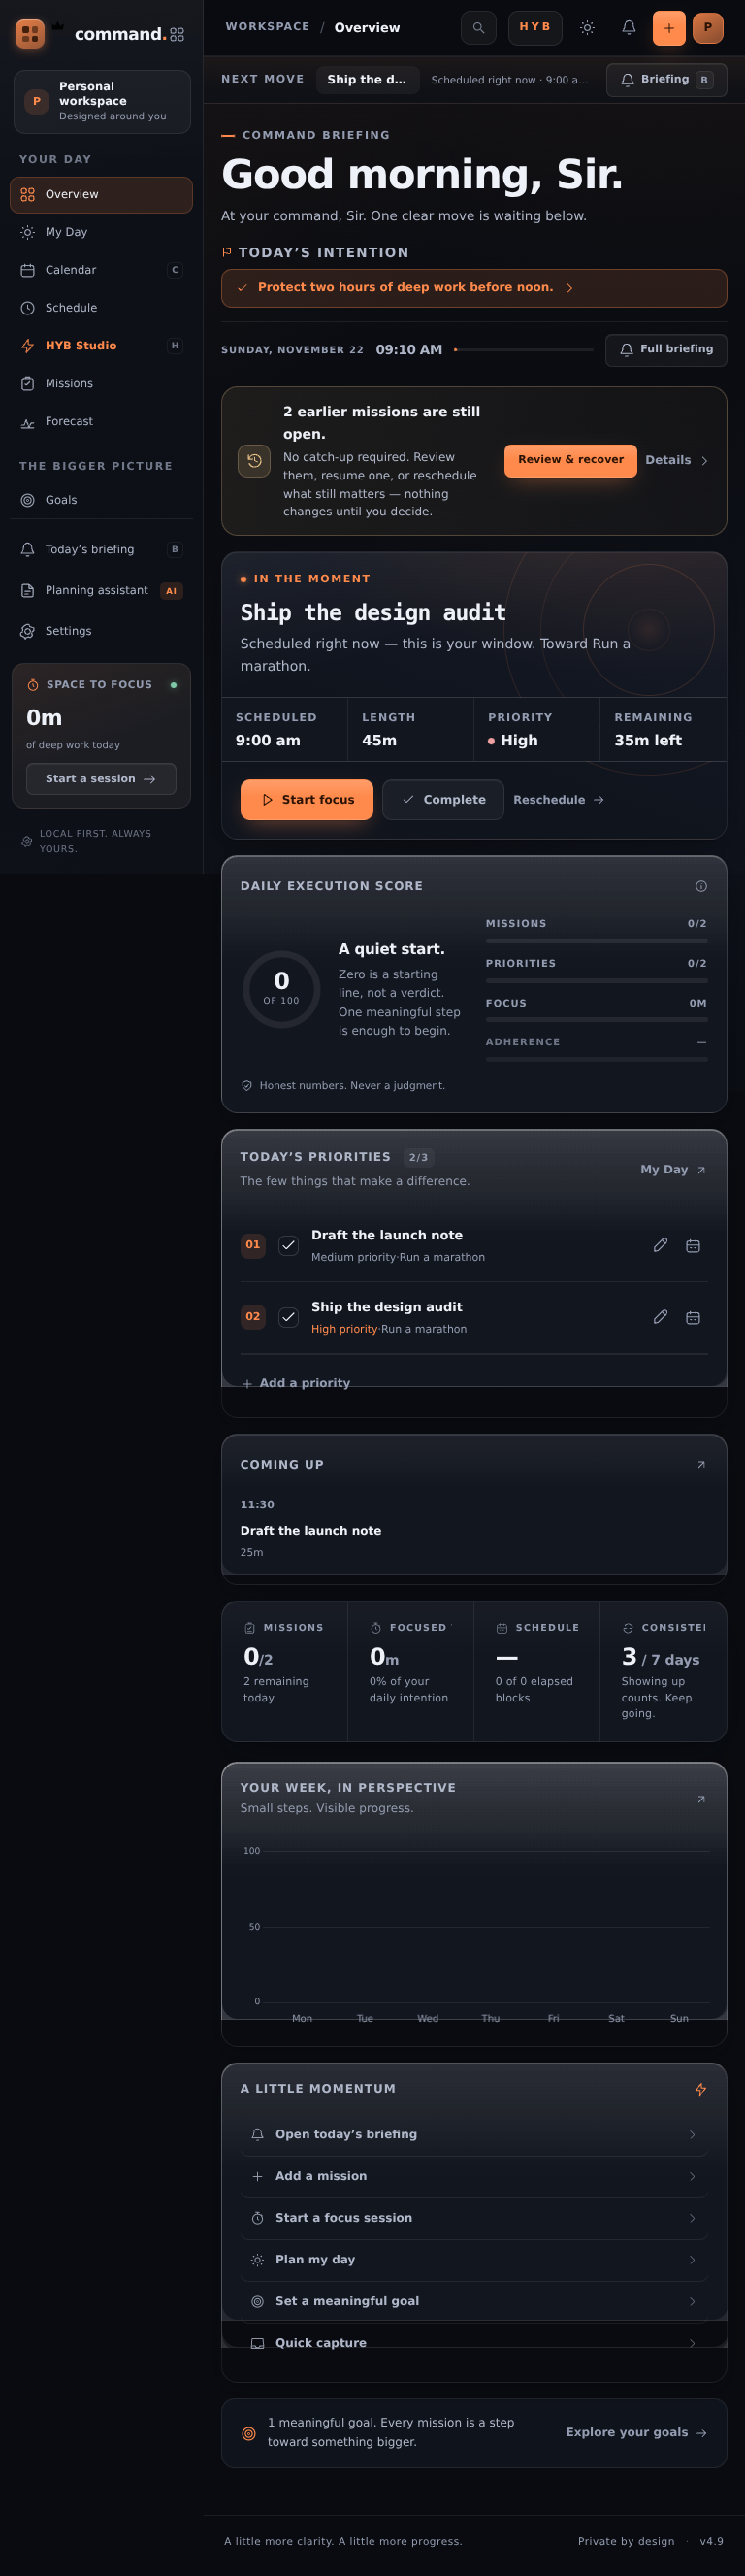 command.
P
Personal
workspace
Designed around you
YOUR DAY
Overview
My Day
Calendar C
Schedule
HYB Studio H
Missions
Forecast
THE BIGGER PICTURE
Goals
Today’s briefing B
Planning assistant AI
Settings
SPACE TO FOCUS
0m
of deep work today
Start a session
LOCAL FIRST. ALWAYS
YOURS.
WORKSPACE / Overview
HYB
P
NEXT MOVE Ship the d… Scheduled right now · 9:00 a… Briefing B
COMMAND BRIEFING
Good morning, Sir.
At your command, Sir. One clear move is waiting below.
TODAY’S INTENTION
Protect two hours of deep work before noon.
SUNDAY, NOVEMBER 22 09:10 AM Full briefing
2 earlier missions are still
open.
No catch-up required. Review
them, resume one, or reschedule
what still matters — nothing
changes until you decide.
Review & recover Details
IN THE MOMENT
Ship the design audit
Scheduled right now — this is your window. Toward Run a
marathon.
SCHEDULED LENGTH PRIORITY REMAINING
9:00 am 45m High 35m left
Start focus Complete Reschedule
DAILY EXECUTION SCORE
0
OF 100
A quiet start.
Zero is a starting
line, not a verdict.
One meaningful step
is enough to begin.
MISSIONS 0/2
PRIORITIES 0/2
FOCUS 0M
ADHERENCE —
Honest numbers. Never a judgment.
TODAY’S PRIORITIES 2/3
The few things that make a difference.
My Day
01 Draft the launch note
Medium priority·Run a marathon
02 Ship the design audit
High priority·Run a marathon
Add a priority
COMING UP
11:30
Draft the launch note
25m
MISSIONS
0/2
2 remaining
today
FOCUSED
0m
0% of your
daily intention
SCHEDULE
—
0 of 0 elapsed
blocks
CONSISTE
3 / 7 days
Showing up
counts. Keep
going.
YOUR WEEK, IN PERSPECTIVE
Small steps. Visible progress.
100
50
0
Mon Tue Wed Thu Fri Sat Sun
A LITTLE MOMENTUM
Open today’s briefing
Add a mission
Start a focus session
Plan my day
Set a meaningful goal
Quick capture
1 meaningful goal. Every mission is a step
toward something bigger.
Explore your goals
A little more clarity. A little more progress.
Private by design · v4.9